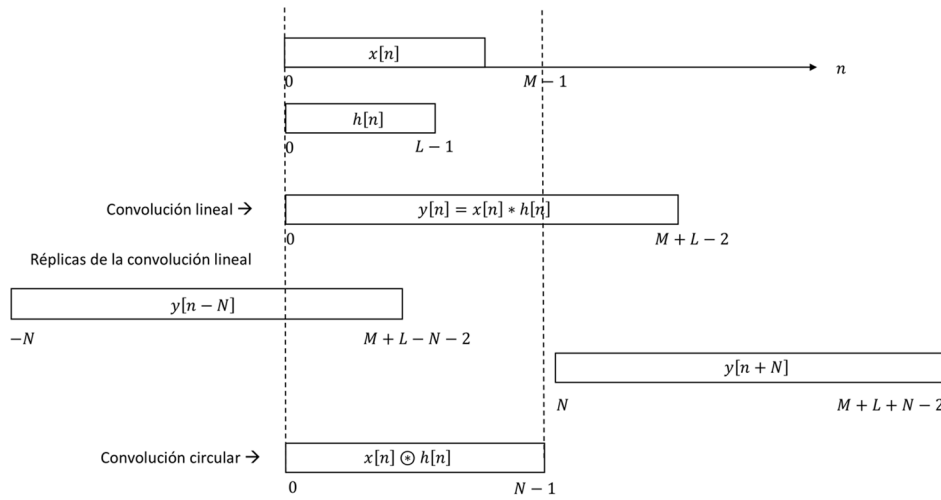 x[n]
n
0
M − 1
h[n]
0
L − 1
Convolución lineal →
y[n] = x[n] ∗ h[n]
0
M + L − 2
Réplicas de la convolución lineal
y[n − N]
−N
M + L − N − 2
y[n + N]
N
M + L + N − 2
Convolución circular →
x[n] ⊛ h[n]
0
N − 1